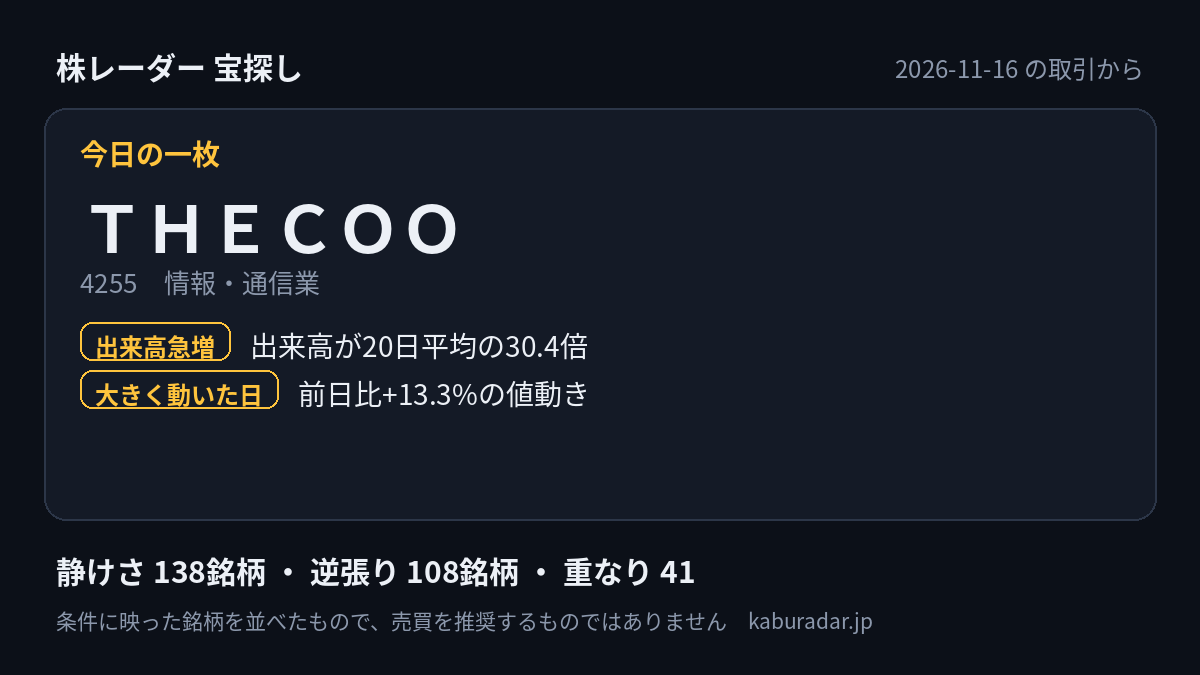 株レーダー 宝探し
2026-11-16 の取引から
今日の一枚
ＴＨＥＣＯＯ
4255　情報・通信業
出来高急増 出来高が20日平均の30.4倍
大きく動いた日 前日比+13.3%の値動き
静けさ 138銘柄 ・ 逆張り 108銘柄 ・ 重なり 41
条件に映った銘柄を並べたもので、売買を推奨するものではありません　kaburadar.jp